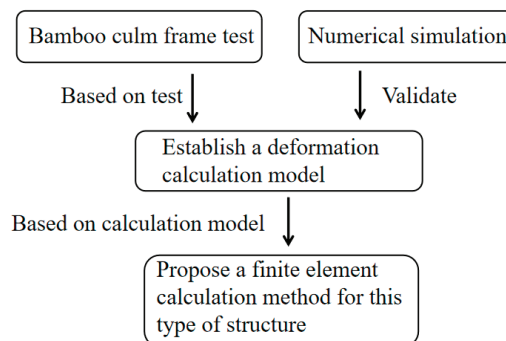 Bamboo culm frame test
Numerical simulation
Based on test
Validate
Establish a deformation
calculation model
Based on calculation model
Propose a finite element
calculation method for this
type of structure